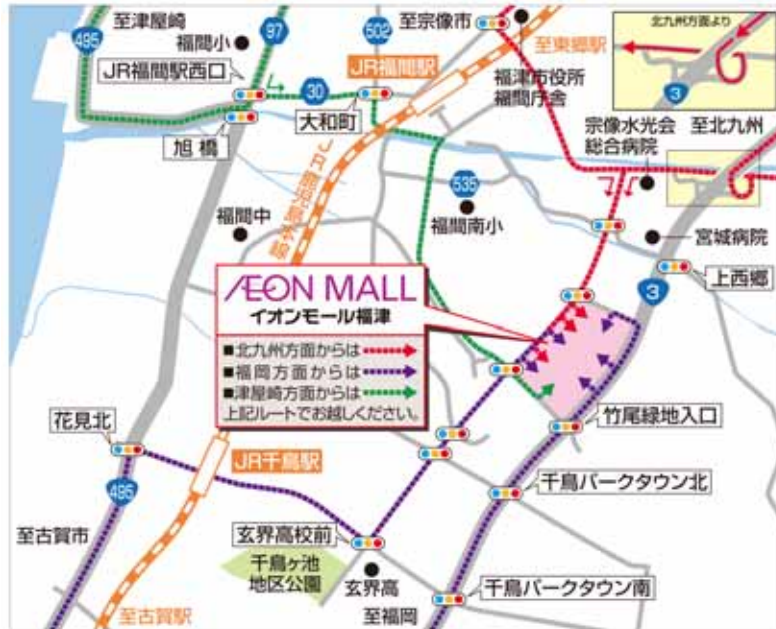 495
至津屋崎
97
502
至宗像市
北九州方面より
福間小
至東郷駅
JR福間駅西口
JR福間駅
福津市役所
福間庁舎
3
30
大和町
宗像水光会
総合病院
至北九州
旭橋
JR鹿児島本線
535
福間中
福間南小
宮城病院
上西郷
3
ÆON MALL
イオンモール福津
■北九州方面からは
■福岡方面からは
■津屋崎方面からは
上記ルートでお越しください。
花見北
竹尾緑地入口
JR千鳥駅
495
千鳥パークタウン北
至古賀市
玄界高校前
千鳥ヶ池
地区公園
玄界高
千鳥パークタウン南
至古賀駅
至福岡